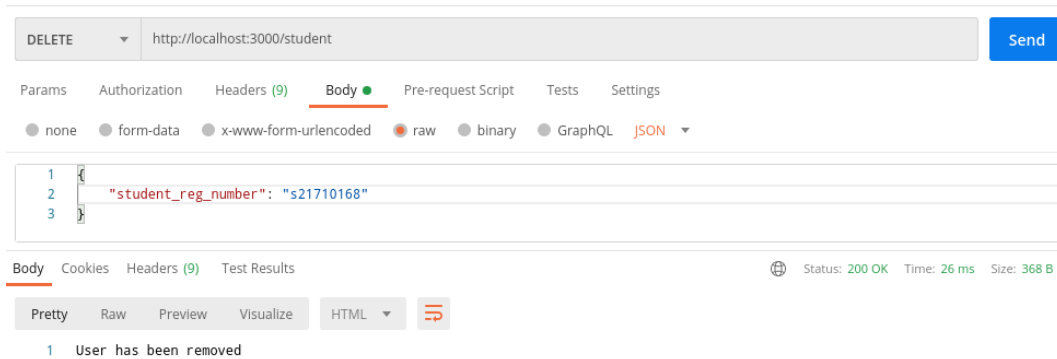 DELETE http://localhost:3000/student Send
Params Authorization Headers (9) Body Pre-request Script Tests Settings
none form-data x-www-form-urlencoded raw binary GraphQL JSON
1 {
2 "student_reg_number": "s21710168"
3 }
Body Cookies Headers (9) Test Results Status: 200 OK Time: 26 ms Size: 368 B
Pretty Raw Preview Visualize HTML
1 User has been removed